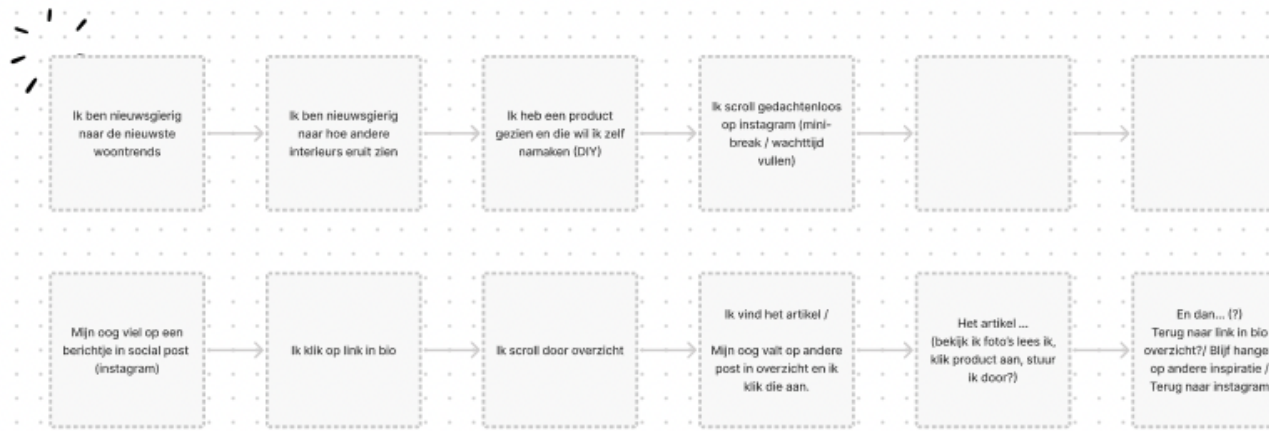 Ik ben nieuwsgierig
naar de nieuwste
woontrends
Ik ben nieuwsgierig
naar hoe andere
interieurs eruit zien
Ik heb een product
gezien en die wil ik zelf
namaken (DIY)
Ik scroll gedachtenloos
op instagram (mini-
break / wachttijd
vullen)
Mijn oog viel op een
berichtje in social post
(instagram)
Ik klik op link in bio
Ik scroll door overzicht
Ik vind het artikel /
Mijn oog valt op andere
post in overzicht en ik
klik die aan.
Het artikel ...
(bekijk ik foto's lees ik,
klik product aan, stuur
ik door?)
En dan... (?)
Terug naar link in bio
overzicht?/ Blijf hange
op andere inspiratie /
Terug naar instagram